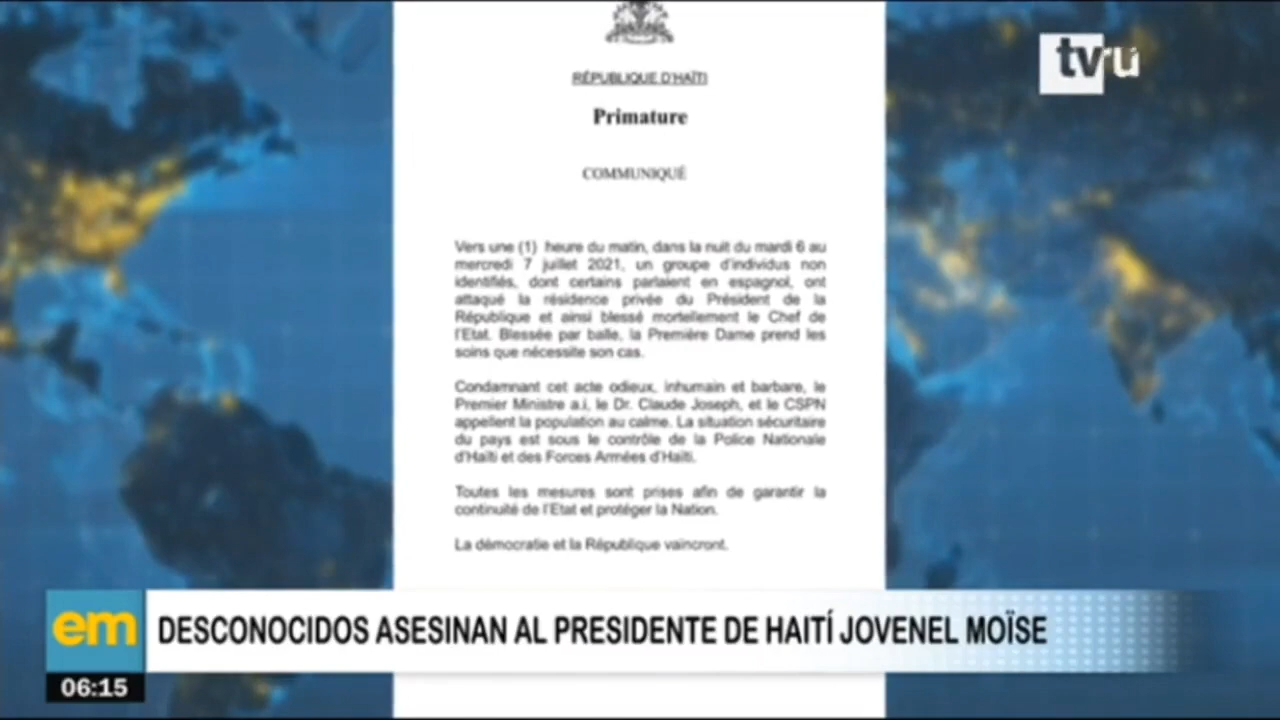 RÉPUBLIQUE D'HAÏTI
Primature
COMMUNIQUÉ
Vers une (1) heure du matin, dans la nuit du mardi 6 au
mercredi 7 juillet 2021, un groupe d'individus non
identifiés, dont certains parlaient en espagnol, ont
attaqué la résidence privée du Président de la
République et ainsi blessé mortellement le Chef de
l'Etat. Blessée par balle, la Première Dame prend les
soins que nécessite son cas.
Condamnant cet acte odieux, inhumain et barbare, le
Premier Ministre a.i, le Dr. Claude Joseph, et le CSPN
appellent la population au calme. La situation sécuritaire
du pays est sous le contrôle de la Police Nationale
d'Haïti et des Forces Armées d'Haïti.
Toutes les mesures sont prises afin de garantir la
continuité de l'Etat et protéger la Nation.
La démocratie et la République vaincront.
tv
em
DESCONOCIDOS ASESINAN AL PRESIDENTE DE HAITÍ JOVENEL MOÏSE
06:15